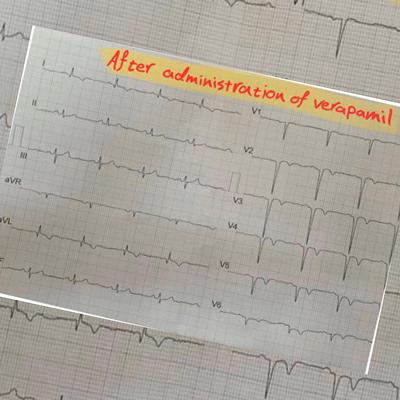 After administration of verapamil
I
V1
II
V2
III
V3
aVR
V4
aVL
V5
F
V6